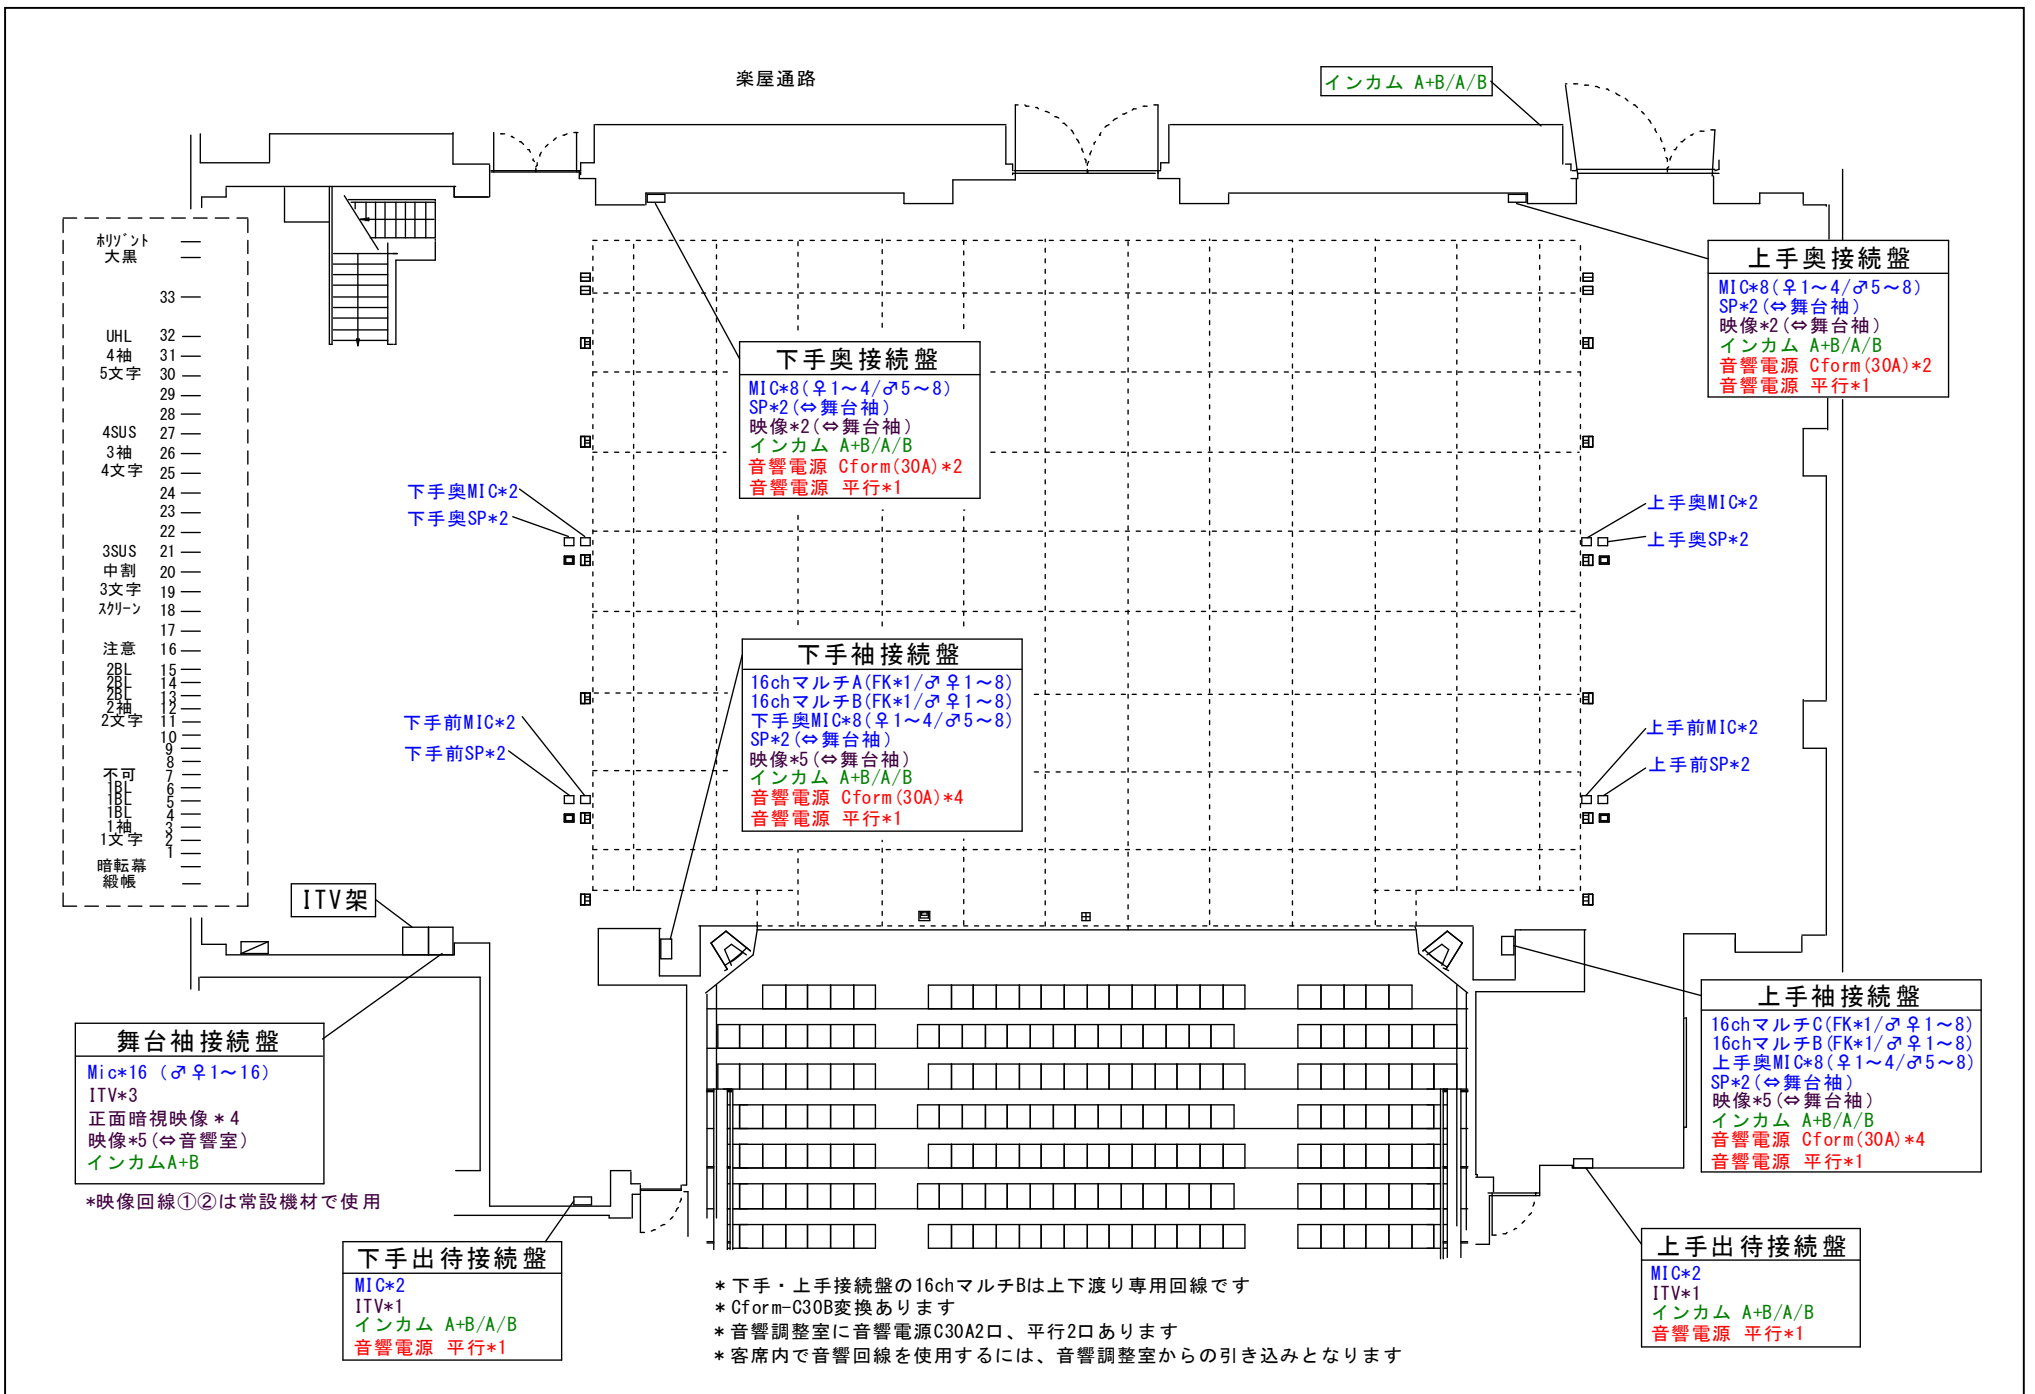 楽屋通路
インカム A+B/A/B
ﾎﾘｿﾞﾝﾄ
大黒
33
UHL 32
4袖 31
5文字 30
29
28
4SUS 27
3袖 26
4文字 25
24
23
22
3SUS 21
中割 20
3文字 19
ｽｸﾘｰﾝ 18
17
注意 16
2BL 15
2BL 14
2BL 13
2袖 12
2文字 11
10
9
8
不可 7
1BL 6
1BL 5
1BL 4
1袖 3
1文字 2
1
暗転幕
緞帳
上手奥接続盤
MIC*8(♀1～4/♂5～8)
SP*2(⇔舞台袖)
映像*2(⇔舞台袖)
インカム A+B/A/B
音響電源 Cform(30A)*2
音響電源 平行*1
下手奥接続盤
MIC*8(♀1～4/♂5～8)
SP*2(⇔舞台袖)
映像*2(⇔舞台袖)
インカム A+B/A/B
音響電源 Cform(30A)*2
音響電源 平行*1
下手奥MIC*2
下手奥SP*2
上手奥MIC*2
上手奥SP*2
下手袖接続盤
16chマルチA(FK*1/♂♀1～8)
16chマルチB(FK*1/♂♀1～8)
下手奥MIC*8(♀1～4/♂5～8)
SP*2(⇔舞台袖)
映像*5(⇔舞台袖)
インカム A+B/A/B
音響電源 Cform(30A)*4
音響電源 平行*1
下手前MIC*2
下手前SP*2
上手前MIC*2
上手前SP*2
ITV架
舞台袖接続盤
Mic*16 (♂♀1～16)
ITV*3
正面暗視映像*4
映像*5(⇔音響室)
インカムA+B
*映像回線①②は常設機材で使用
上手袖接続盤
16chマルチC(FK*1/♂♀1～8)
16chマルチB(FK*1/♂♀1～8)
上手奥MIC*8(♀1～4/♂5～8)
SP*2(⇔舞台袖)
映像*5(⇔舞台袖)
インカム A+B/A/B
音響電源 Cform(30A)*4
音響電源 平行*1
下手出待接続盤
MIC*2
ITV*1
インカム A+B/A/B
音響電源 平行*1
上手出待接続盤
MIC*2
ITV*1
インカム A+B/A/B
音響電源 平行*1
*下手・上手接続盤の16chマルチBは上下渡り専用回線です
*Cform-C30B変換あります
*音響調整室に音響電源C30A2口、平行2口あります
*客席内で音響回線を使用するには、音響調整室からの引き込みとなります